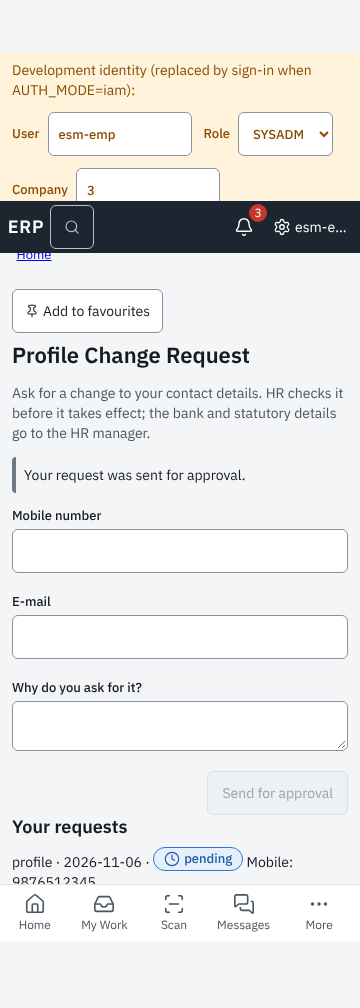 Development identity (replaced by sign-in when
AUTH_MODE=iam):
User esm-emp Role SYSADM
Company 3
ERP 3 esm-e...
Home
Add to favourites
Profile Change Request
Ask for a change to your contact details. HR checks it
before it takes effect; the bank and statutory details
go to the HR manager.
Your request was sent for approval.
Mobile number
E-mail
Why do you ask for it?
Send for approval
Your requests
profile · 2026-11-06 · pending Mobile:
9876512345
Home My Work Scan Messages More